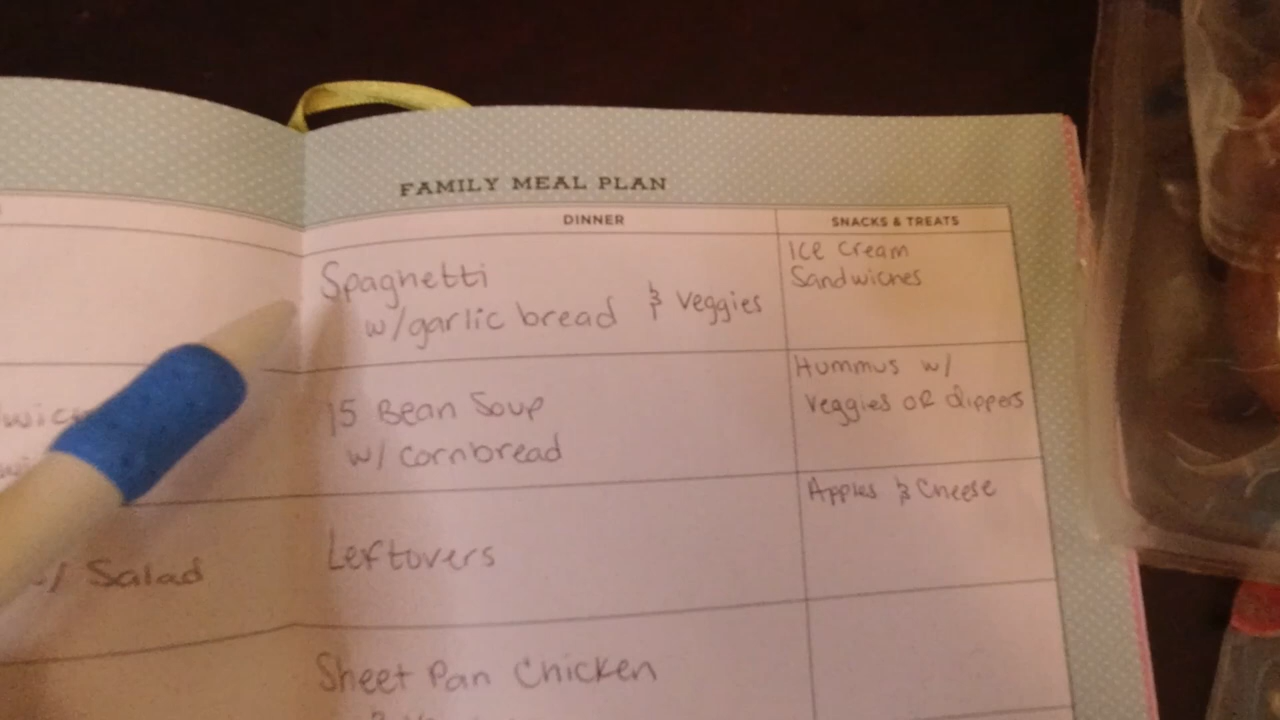 FAMILY MEAL PLAN
DINNER
SNACKS & TREATS
Spaghetti
w/garlic bread & veggies
Ice Cream
Sandwiches
15 Bean Soup
w/ cornbread
Hummus w/
veggies or dippers
Leftovers
Apples & Cheese
w/ Salad
Sheet Pan Chicken